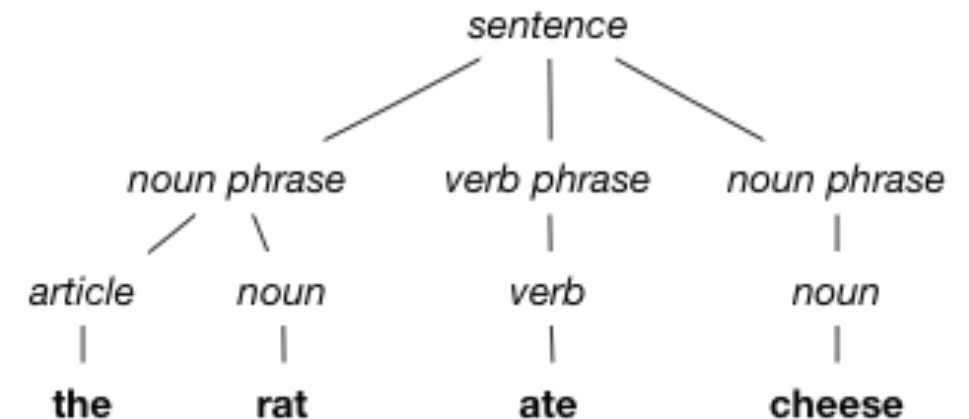 sentence
noun phrase verb phrase noun phrase
article noun verb noun
the rat ate cheese